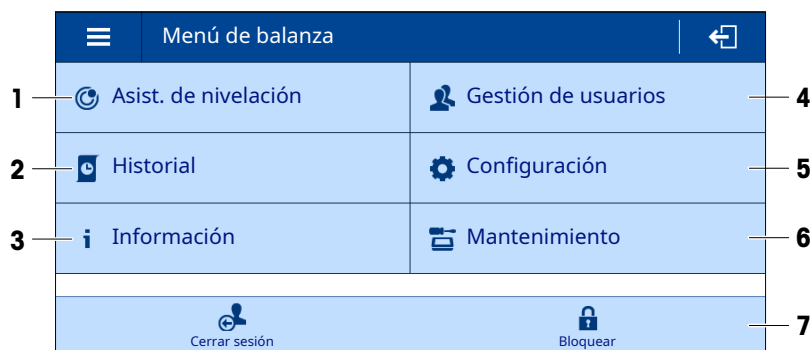 Menú de balanza
1 Asist. de nivelación Gestión de usuarios 4
2 Historial Configuración 5
3 Información Mantenimiento 6
Cerrar sesión Bloquear 7